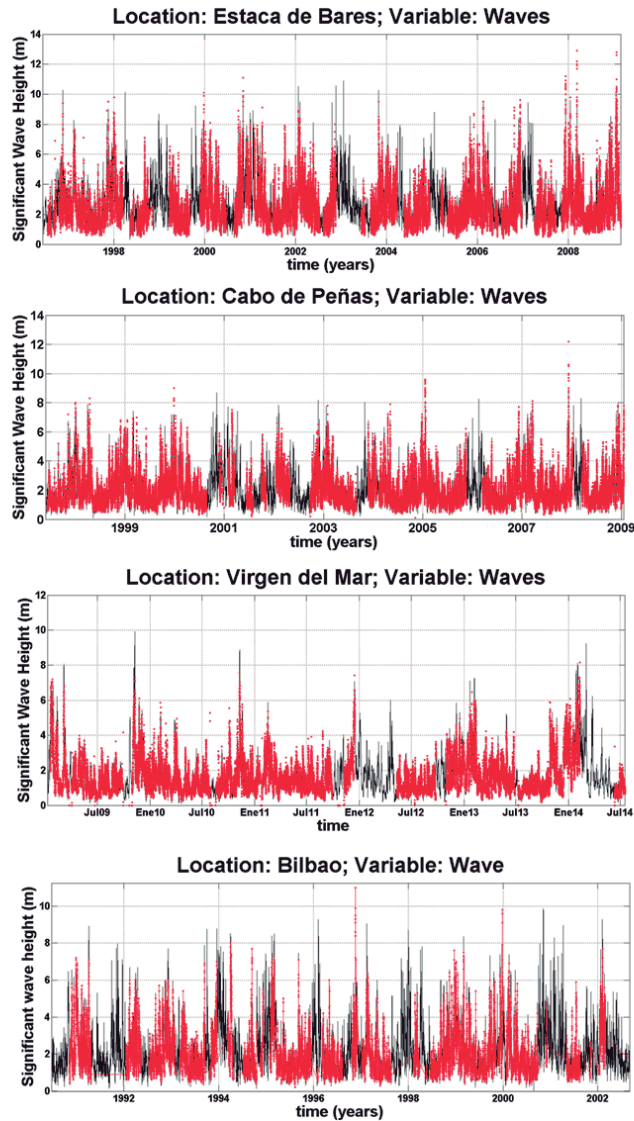 Location: Estaca de Bares; Variable: Waves
Significant Wave Height (m)
14
12
10
8
6
4
2
0
1998 2000 2002 2004 2006 2008
time (years)
Location: Cabo de Peñas; Variable: Waves
Significant Wave Height (m)
14
12
10
8
6
4
2
0
1999 2001 2003 2005 2007 2009
time (years)
Location: Virgen del Mar; Variable: Waves
Significant Wave Height (m)
12
10
8
6
4
2
0
Jul09 Ene10 Jul10 Ene11 Jul11 Ene12 Jul12 Ene13 Jul13 Ene14 Jul14
time
Location: Bilbao; Variable: Wave
Significant wave height (m)
10
8
6
4
2
0
1992 1994 1996 1998 2000 2002
time (years)